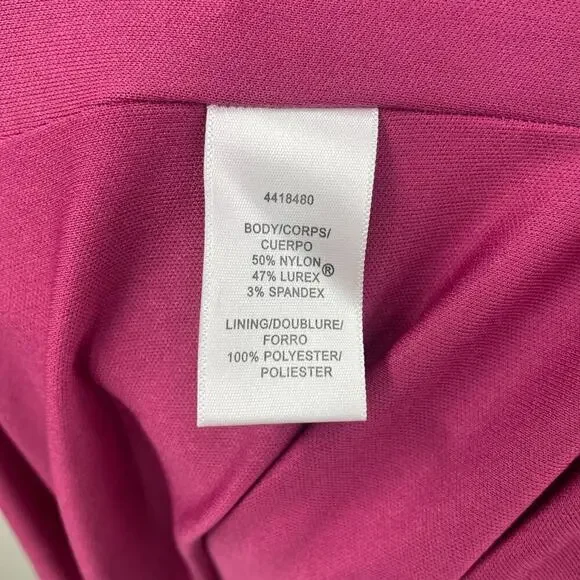 4418480
BODY/CORPS/
CUERPO
50% NYLON
47% LUREX®
3% SPANDEX
LINING/DOUBLURE/
FORRO
100% POLYESTER/
POLIESTER